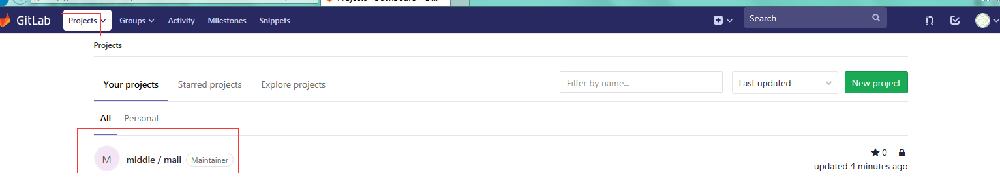 GitLab Projects Groups Activity Milestones Snippets Search
Projects
Your projects Starred projects Explore projects Filter by name... Last updated New project
All Personal
M middle / mall Maintainer 0
updated 4 minutes ago